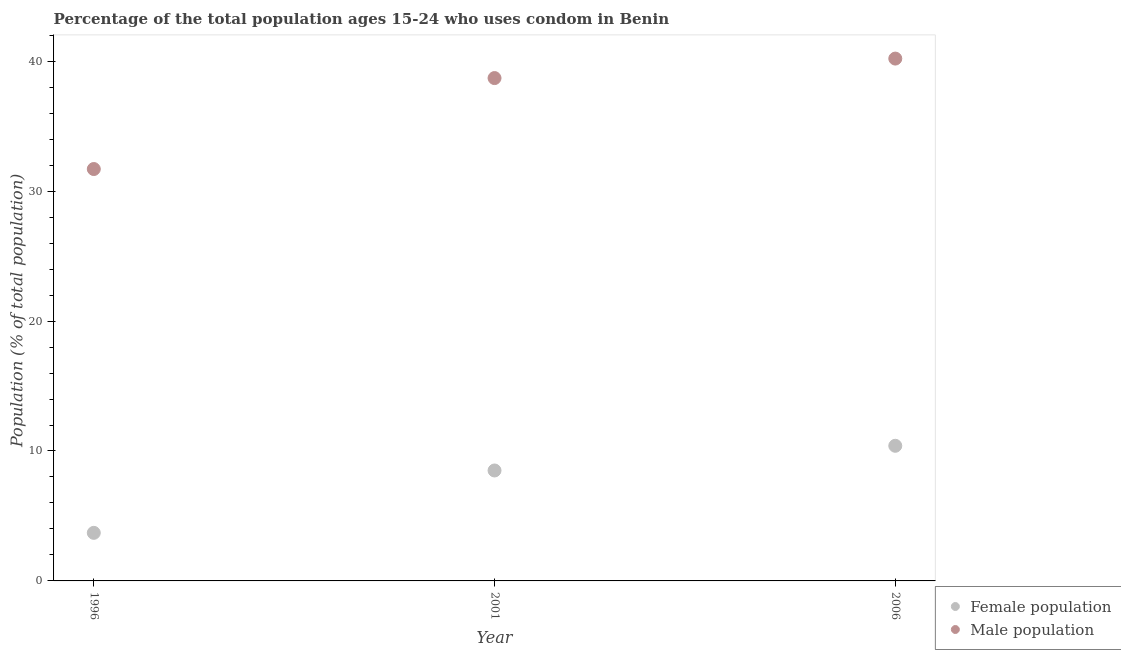 Percentage of the total population ages 15-24 who uses condom in Benin
Population (% of total population)
40
30
20
10
0
1996
2001
2006
Year
Female population
Male population